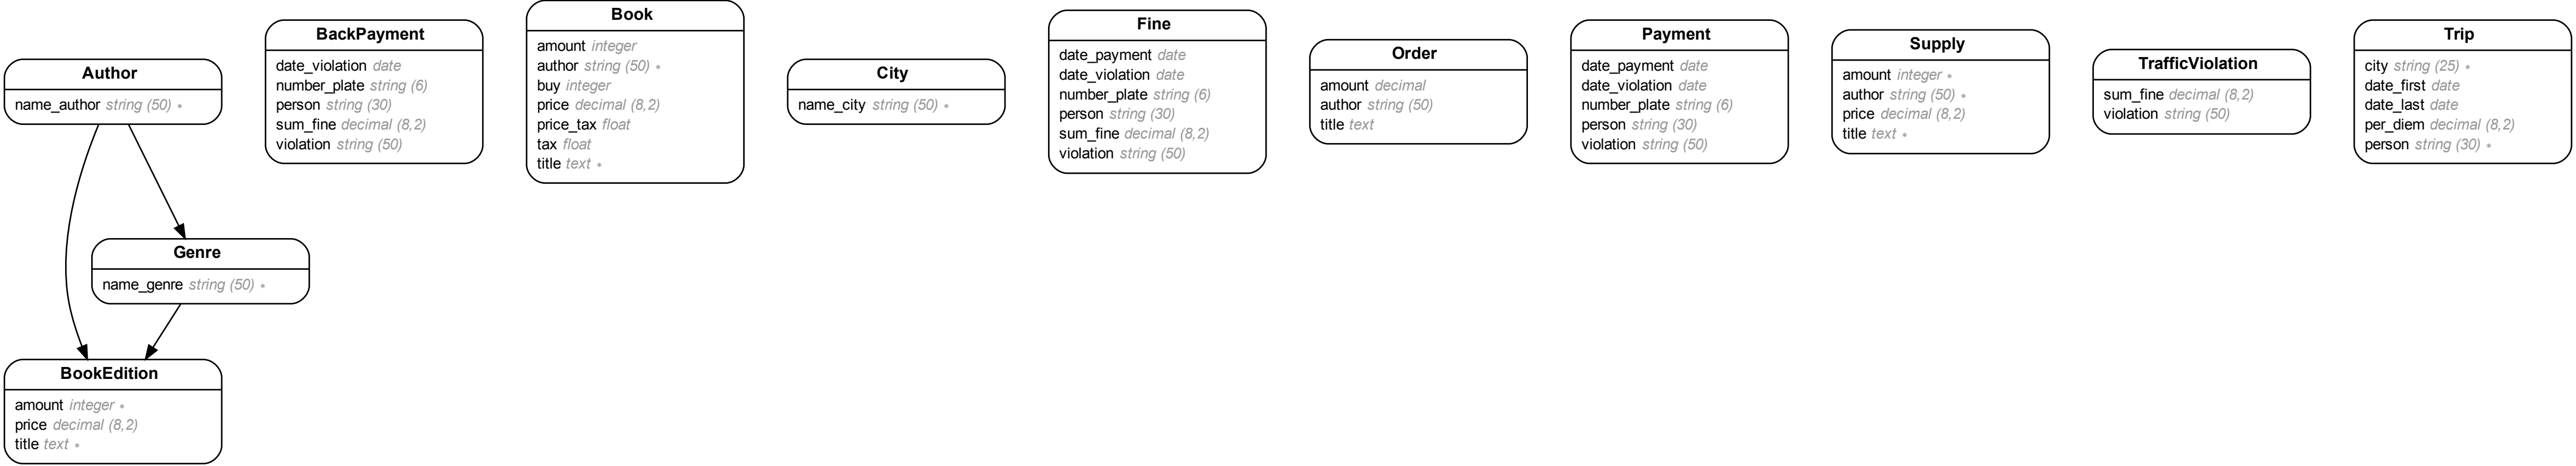 Author
name_author string (50) *
BackPayment
date_violation date
number_plate string (6)
person string (30)
sum_fine decimal (8,2)
violation string (50)
Book
amount integer
author string (50) *
buy integer
price decimal (8,2)
price_tax float
tax float
title text *
City
name_city string (50) *
Fine
date_payment date
date_violation date
number_plate string (6)
person string (30)
sum_fine decimal (8,2)
violation string (50)
Order
amount decimal
author string (50)
title text
Payment
date_payment date
date_violation date
number_plate string (6)
person string (30)
violation string (50)
Supply
amount integer *
author string (50) *
price decimal (8,2)
title text *
TrafficViolation
sum_fine decimal (8,2)
violation string (50)
Trip
city string (25) *
date_first date
date_last date
per_diem decimal (8,2)
person string (30) *
Genre
name_genre string (50) *
BookEdition
amount integer *
price decimal (8,2)
title text *